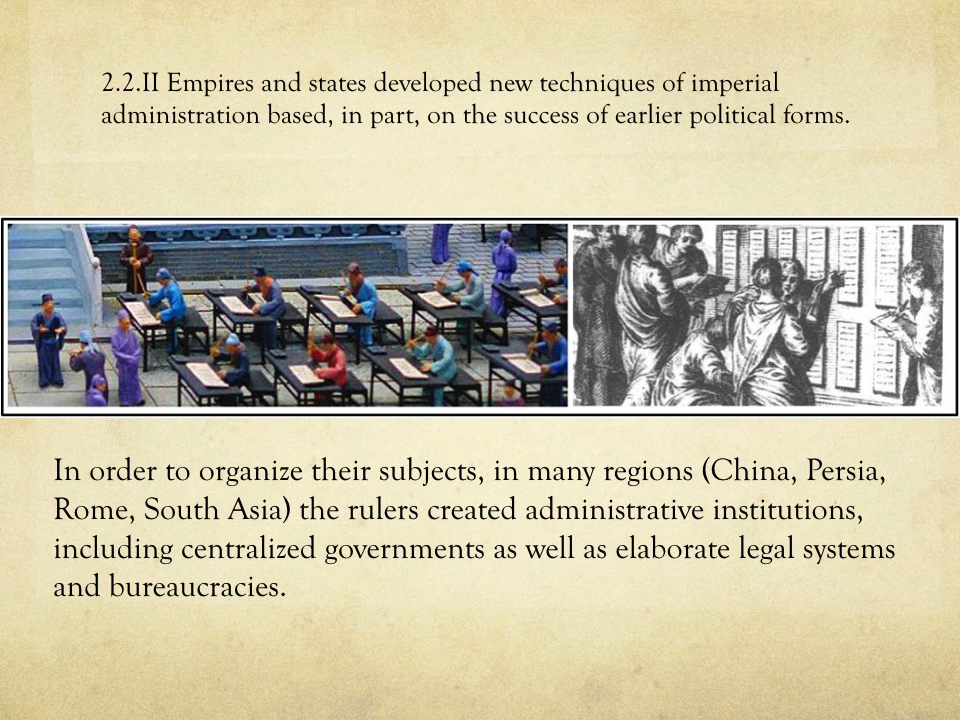 2.2.II Empires and states developed new techniques of imperial
administration based, in part, on the success of earlier political forms.
In order to organize their subjects, in many regions (China, Persia,
Rome, South Asia) the rulers created administrative institutions,
including centralized governments as well as elaborate legal systems
and bureaucracies.